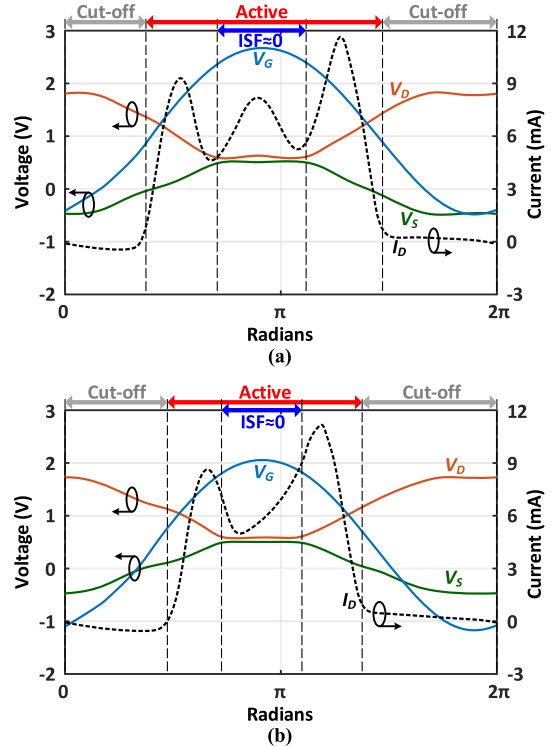 Cut-off Active Cut-off
ISF≈0
3 12
V_G
2 9
V_D
1 6
0 3
V_S
-1 0
I_D
-2 -3
Voltage (V)
Current (mA)
0 π 2π
Radians
(a)
Cut-off Active Cut-off
3 12
ISF≈0
2 9
V_G V_D
1 6
0 3
V_S
I_D
-1 0
-2 -3
Voltage (V)
Current (mA)
0 π 2π
Radians
(b)